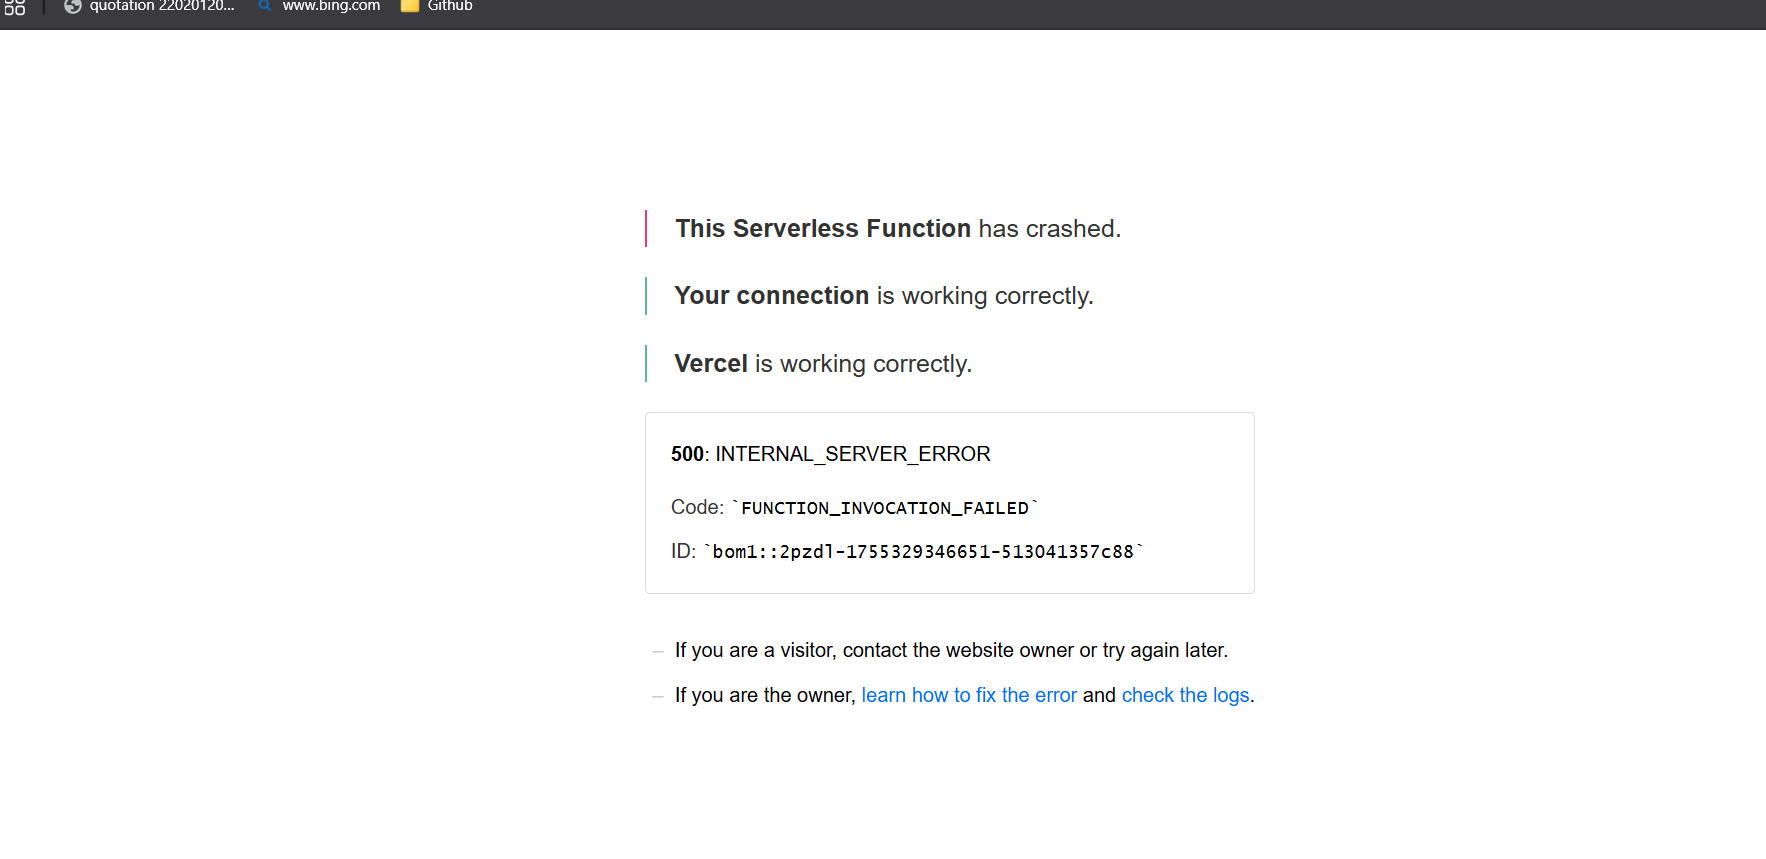 quotation 22020120...
www.bing.com
Github
This Serverless Function has crashed.
Your connection is working correctly.
Vercel is working correctly.
500: INTERNAL_SERVER_ERROR
Code: `FUNCTION_INVOCATION_FAILED`
ID: `bom1::2pzdl-1755329346651-513041357c88`
– If you are a visitor, contact the website owner or try again later.
– If you are the owner, learn how to fix the error and check the logs.